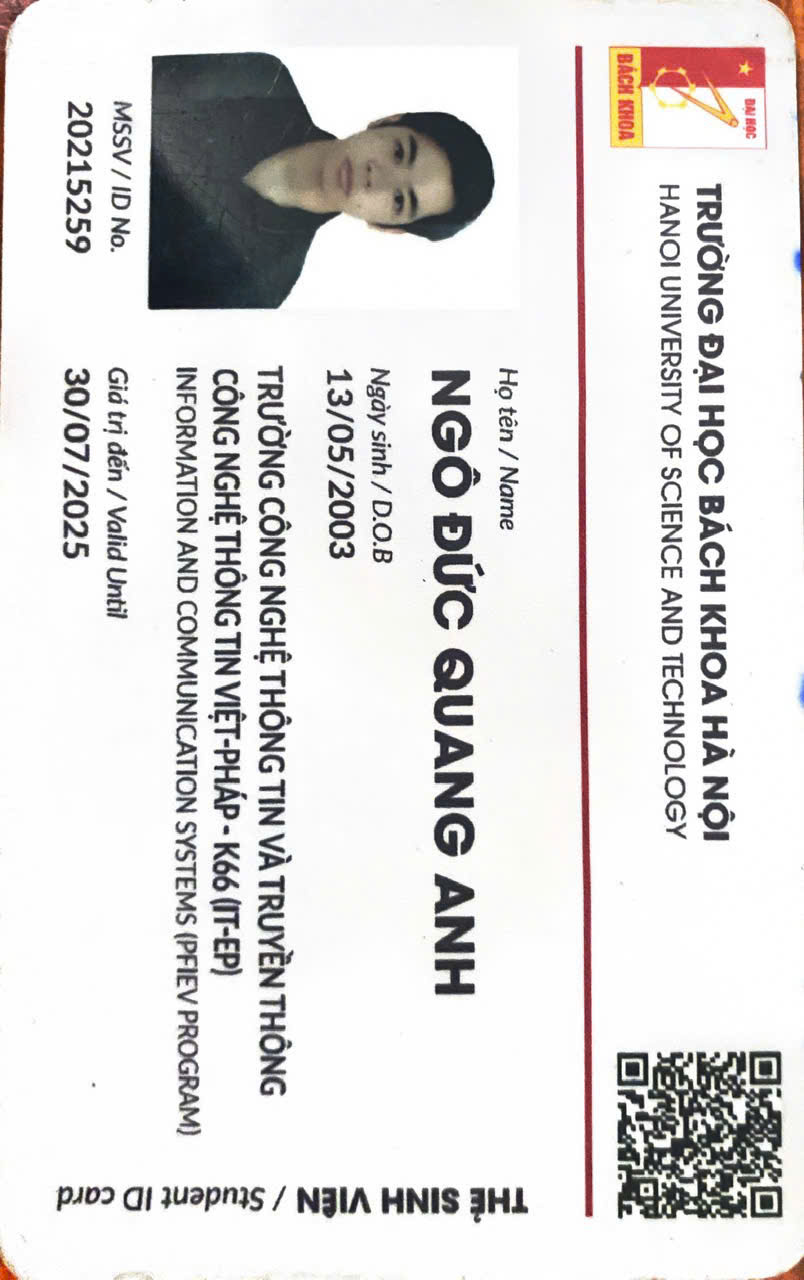 ĐẠI HỌC
BÁCH KHOA
TRƯỜNG ĐẠI HỌC BÁCH KHOA HÀ NỘI
HANOI UNIVERSITY OF SCIENCE AND TECHNOLOGY
Họ tên / Name
NGÔ ĐỨC QUANG ANH
Ngày sinh / D.O.B
13/05/2003
TRƯỜNG CÔNG NGHỆ THÔNG TIN VÀ TRUYỀN THÔNG
CÔNG NGHỆ THÔNG TIN VIỆT-PHÁP - K66 (IT-EP)
INFORMATION AND COMMUNICATION SYSTEMS (PFIEV PROGRAM)
MSSV / ID No.
20215259
Giá trị đến / Valid Until
30/07/2025
THẺ SINH VIÊN / Student ID card